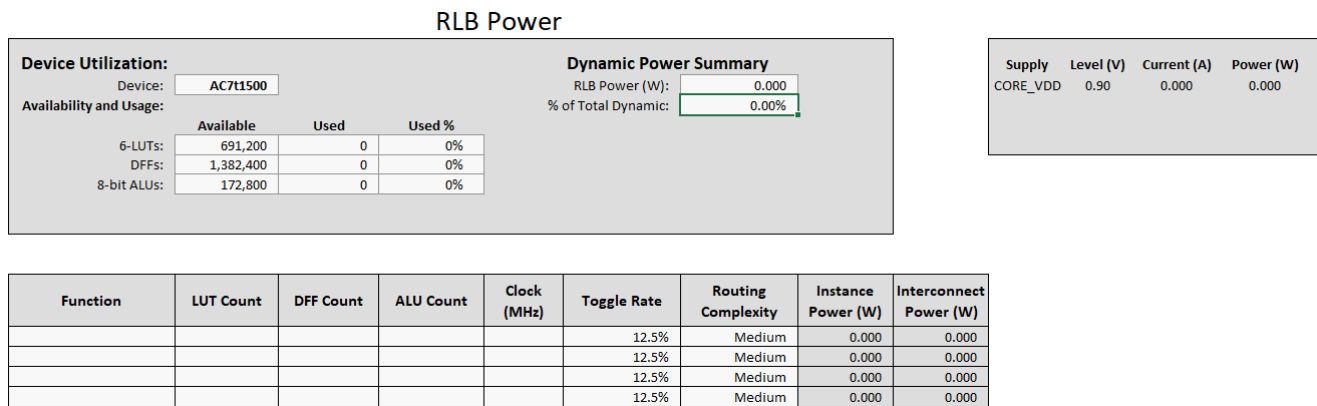 RLB Power
Device Utilization:
Dynamic Power Summary
Device: AC7t1500
RLB Power (W): 0.000
Availability and Usage:
% of Total Dynamic: 0.00%
Available Used Used %
6-LUTs: 691,200 0 0%
DFFs: 1,382,400 0 0%
8-bit ALUs: 172,800 0 0%
Supply Level (V) Current (A) Power (W)
CORE_VDD 0.90 0.000 0.000
Function LUT Count DFF Count ALU Count Clock (MHz) Toggle Rate Routing Complexity Instance Power (W) Interconnect Power (W)
12.5% Medium 0.000 0.000
12.5% Medium 0.000 0.000
12.5% Medium 0.000 0.000
12.5% Medium 0.000 0.000